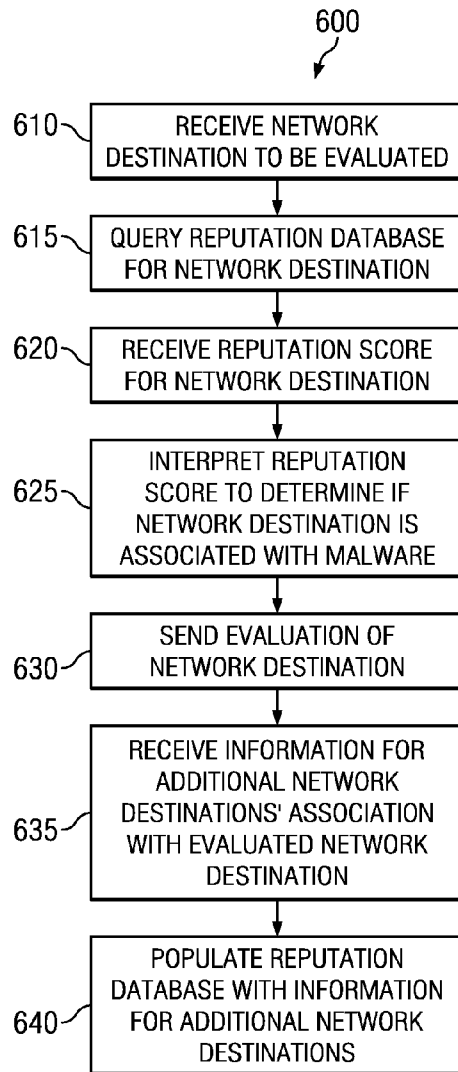 600
610
RECEIVE NETWORK
DESTINATION TO BE EVALUATED
615
QUERY REPUTATION DATABASE
FOR NETWORK DESTINATION
620
RECEIVE REPUTATION SCORE
FOR NETWORK DESTINATION
625
INTERPRET REPUTATION
SCORE TO DETERMINE IF
NETWORK DESTINATION IS
ASSOCIATED WITH MALWARE
630
SEND EVALUATION OF
NETWORK DESTINATION
635
RECEIVE INFORMATION FOR
ADDITIONAL NETWORK
DESTINATIONS' ASSOCIATION
WITH EVALUATED NETWORK
DESTINATION
640
POPULATE REPUTATION
DATABASE WITH INFORMATION
FOR ADDITIONAL NETWORK
DESTINATIONS